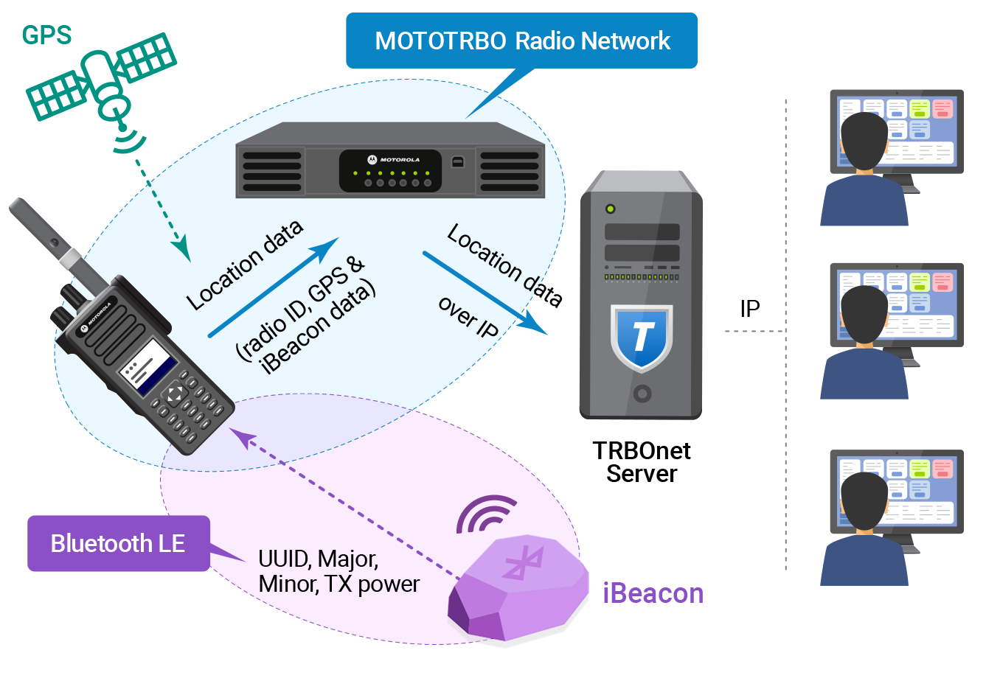 GPS
MOTOTRBO Radio Network
MOTOROLA
Location data
(radio ID, GPS &
iBeacon data)
Location data
over IP
MOTOROLA
T
IP
TRBOnet
Server
Bluetooth LE
UUID, Major,
Minor, TX power
iBeacon